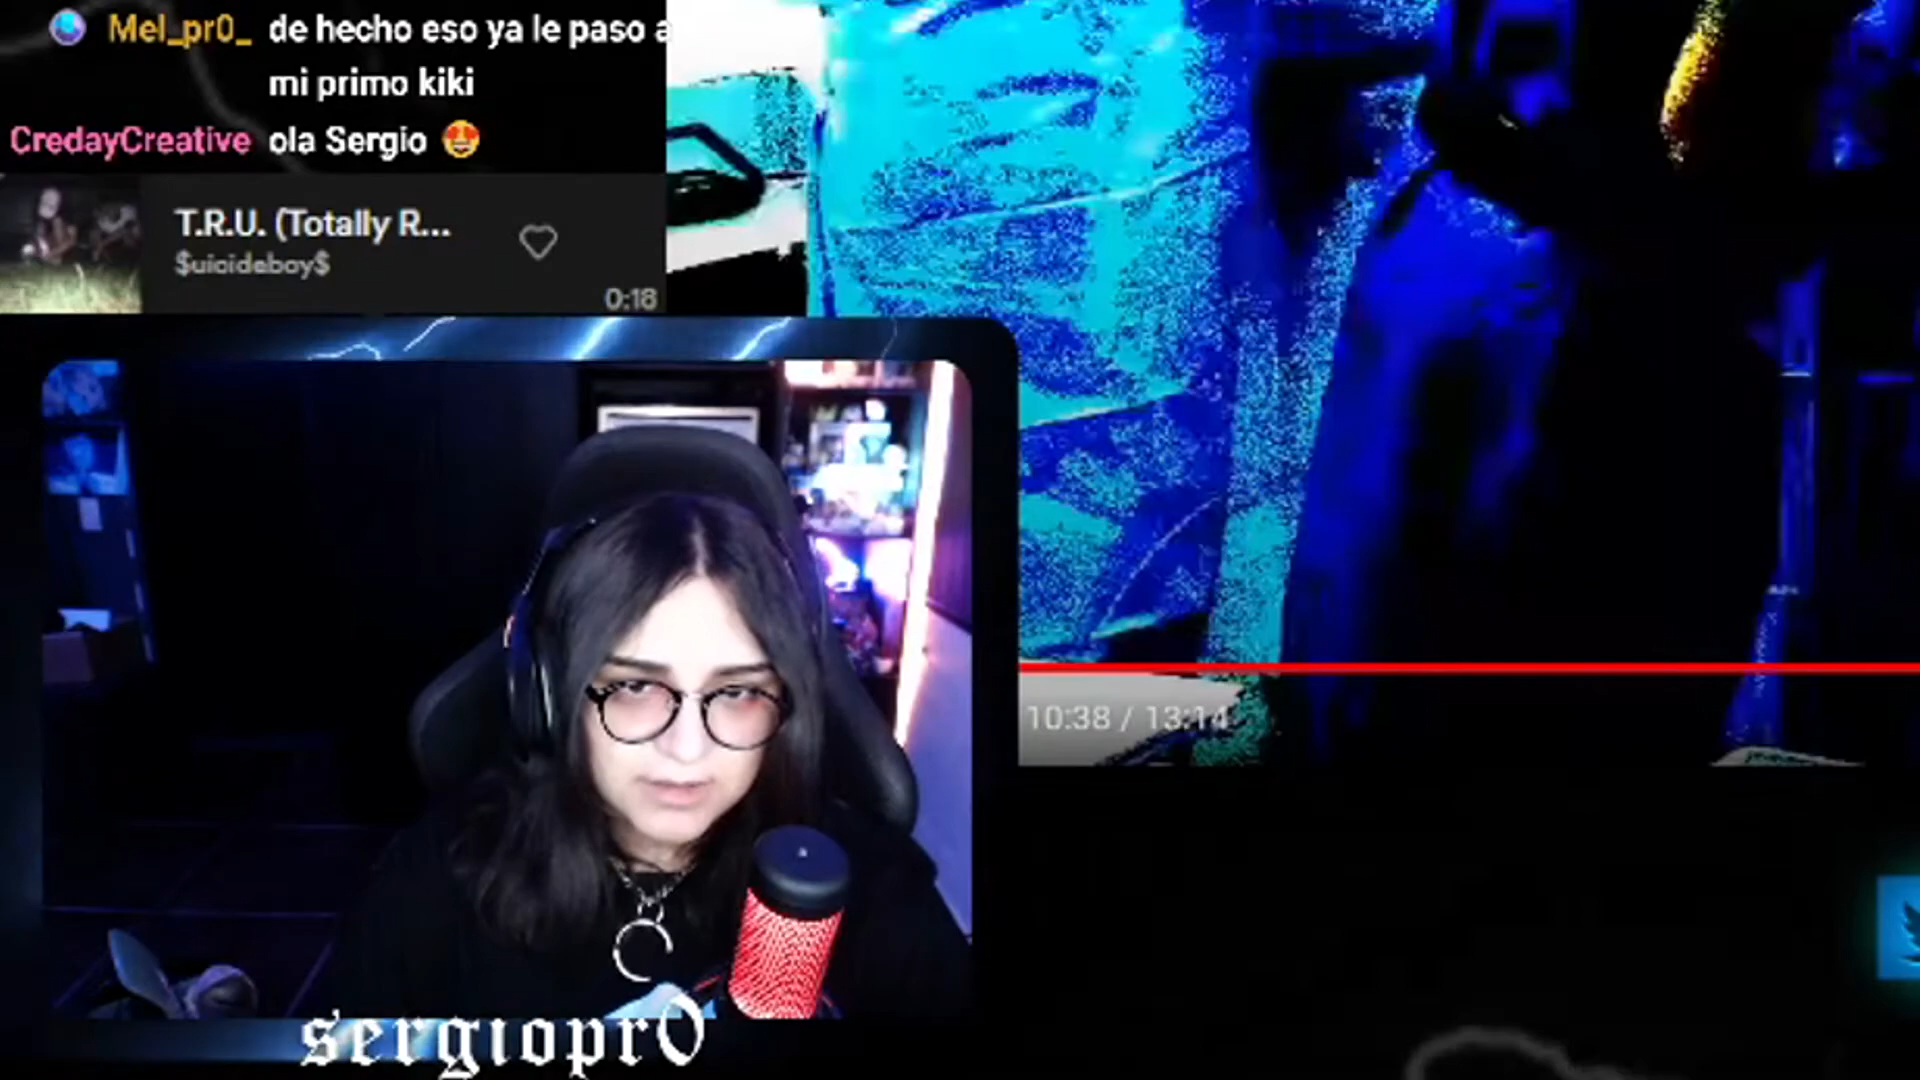 Mel_pr0_ de hecho eso ya le paso a
mi primo kiki
CredayCreative ola Sergio 🤩
T.R.U. (Totally R...
$uicideboy$
0:18
10:38 / 13:14
sergiopr0